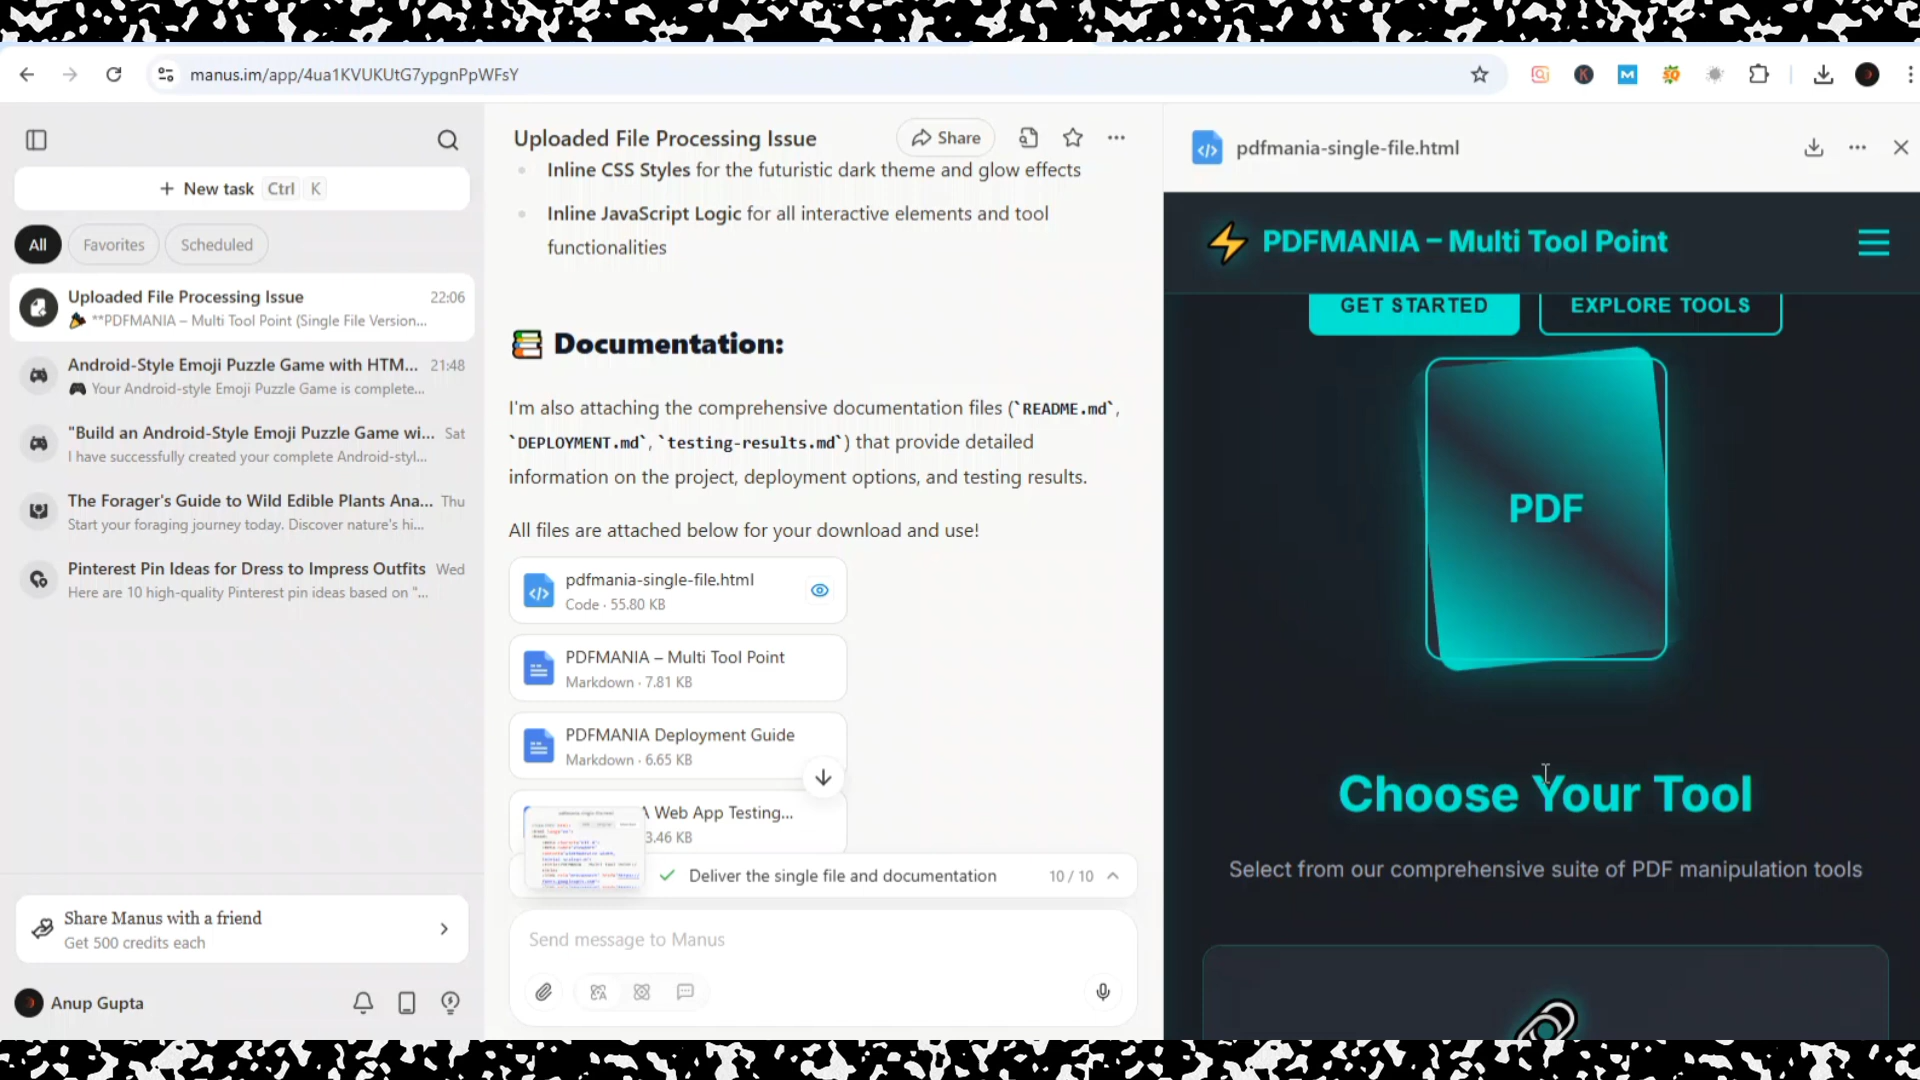 manus.im/app/4ua1KVUKUtG7ypgnPpWFsY
New task Ctrl K
All Favorites Scheduled
Uploaded File Processing Issue 22:06
**PDFMANIA – Multi Tool Point (Single File Version...
Android-Style Emoji Puzzle Game with HTM... 21:48
Your Android-style Emoji Puzzle Game is complete...
"Build an Android-Style Emoji Puzzle Game wi... Sat
I have successfully created your complete Android-styl...
The Forager's Guide to Wild Edible Plants Ana... Thu
Start your foraging journey today. Discover nature's hi...
Pinterest Pin Ideas for Dress to Impress Outfits Wed
Here are 10 high-quality Pinterest pin ideas based on "...
Share Manus with a friend
Get 500 credits each
Anup Gupta
Uploaded File Processing Issue Share
Inline CSS Styles for the futuristic dark theme and glow effects
Inline JavaScript Logic for all interactive elements and tool
functionalities
Documentation:
I'm also attaching the comprehensive documentation files (`README.md`,
`DEPLOYMENT.md`, `testing-results.md`) that provide detailed
information on the project, deployment options, and testing results.
All files are attached below for your download and use!
pdfmania-single-file.html
Code · 55.80 KB
PDFMANIA – Multi Tool Point
Markdown · 7.81 KB
PDFMANIA Deployment Guide
Markdown · 6.65 KB
A Web App Testing...
3.46 KB
Deliver the single file and documentation 10 / 10
Send message to Manus
pdfmania-single-file.html
PDFMANIA – Multi Tool Point
GET STARTED EXPLORE TOOLS
PDF
Choose Your Tool
Select from our comprehensive suite of PDF manipulation tools